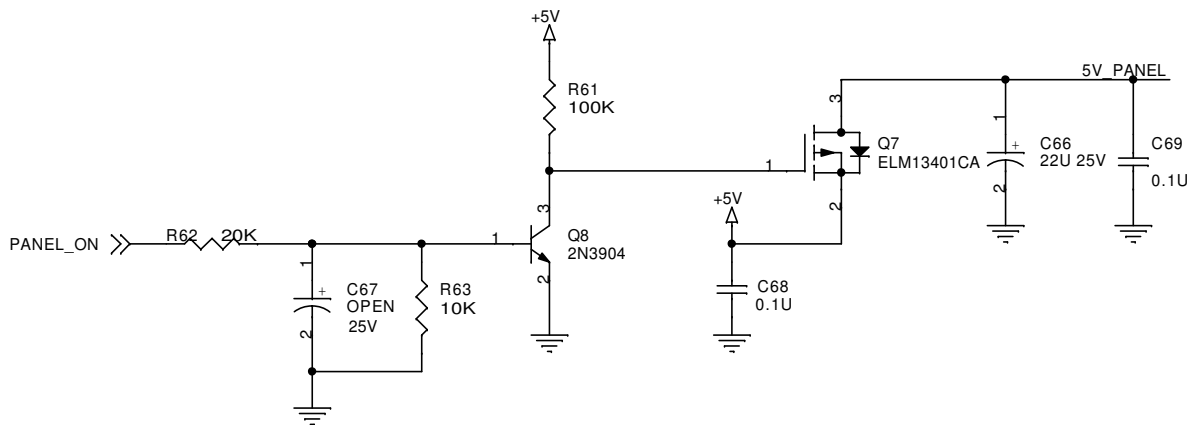 +5V
R61
100K
5V_PANEL
3
Q7
ELM13401CA
1
2
1
+
C66
22U 25V
2
C69
0.1U
+5V
C68
0.1U
PANEL_ON
R62 20K
1
3
Q8
2N3904
2
1
+
C67
OPEN
25V
2
R63
10K